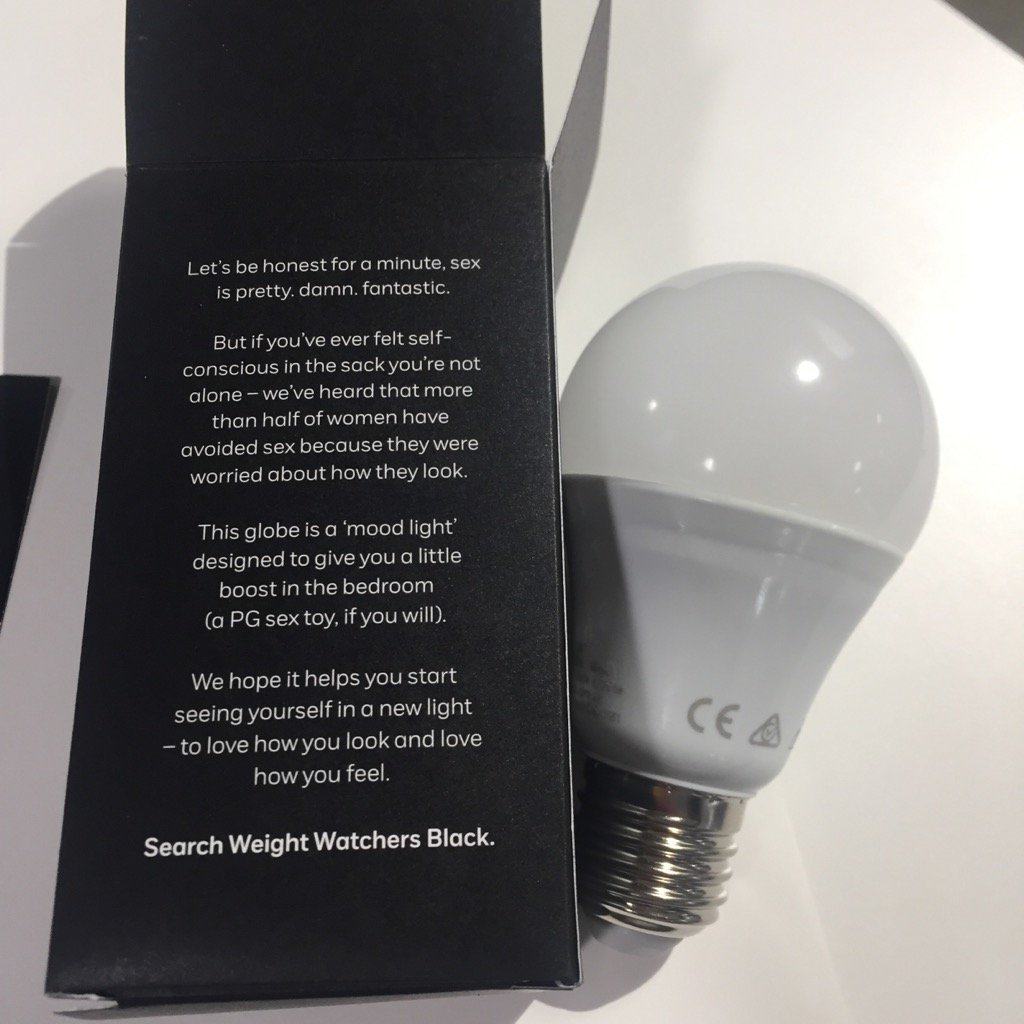 Let's be honest for a minute, sex
is pretty. damn. fantastic.
But if you've ever felt self-
conscious in the sack you're not
alone – we've heard that more
than half of women have
avoided sex because they were
worried about how they look.
This globe is a 'mood light'
designed to give you a little
boost in the bedroom
(a PG sex toy, if you will).
We hope it helps you start
seeing yourself in a new light
– to love how you look and love
how you feel.
Search Weight Watchers Black.
CE